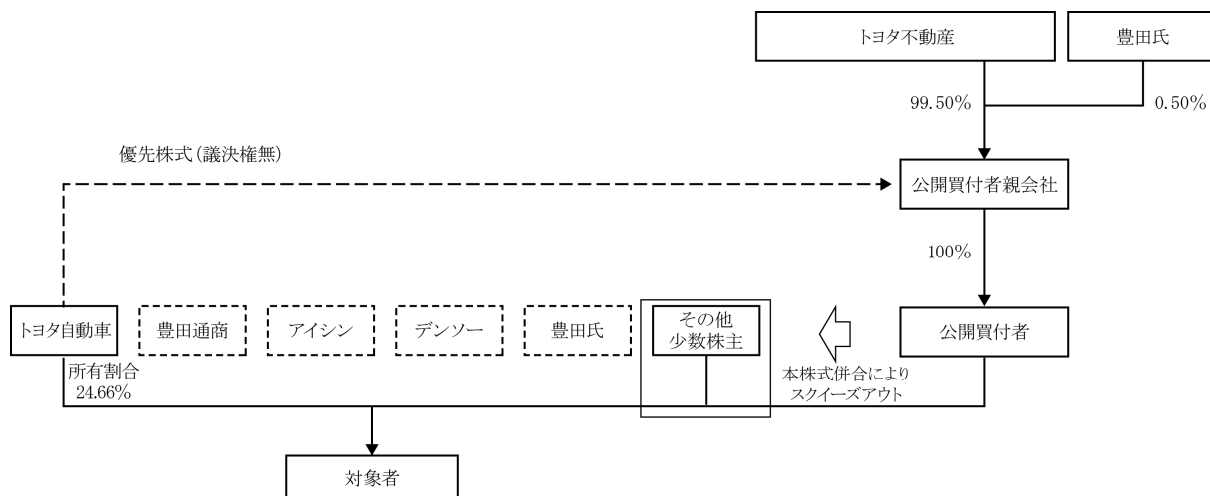 トヨタ不動産
豊田氏
99.50%
0.50%
優先株式(議決権無)
公開買付者親会社
100%
トヨタ自動車
豊田通商
アイシン
デンソー
豊田氏
その他
少数株主
公開買付者
所有割合
24.66%
本株式併合により
スクイーズアウト
対象者